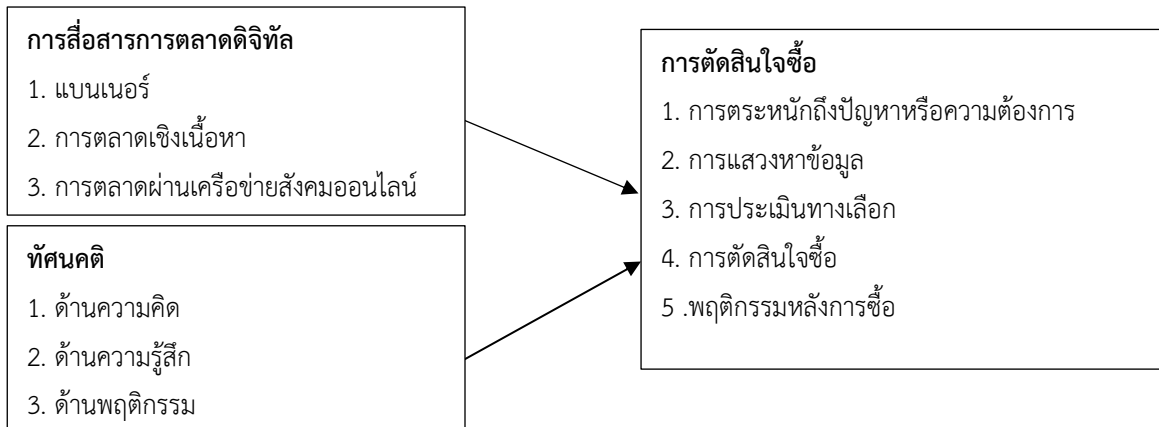 การสื่อสารการตลาดดิจิทัล
1. แบนเนอร์
2. การตลาดเชิงเนื้อหา
3. การตลาดผ่านเครือข่ายสังคมออนไลน์
ทัศนคติ
1. ด้านความคิด
2. ด้านความรู้สึก
3. ด้านพฤติกรรม
การตัดสินใจซื้อ
1. การตระหนักถึงปัญหาหรือความต้องการ
2. การแสวงหาข้อมูล
3. การประเมินทางเลือก
4. การตัดสินใจซื้อ
5 .พฤติกรรมหลังการซื้อ